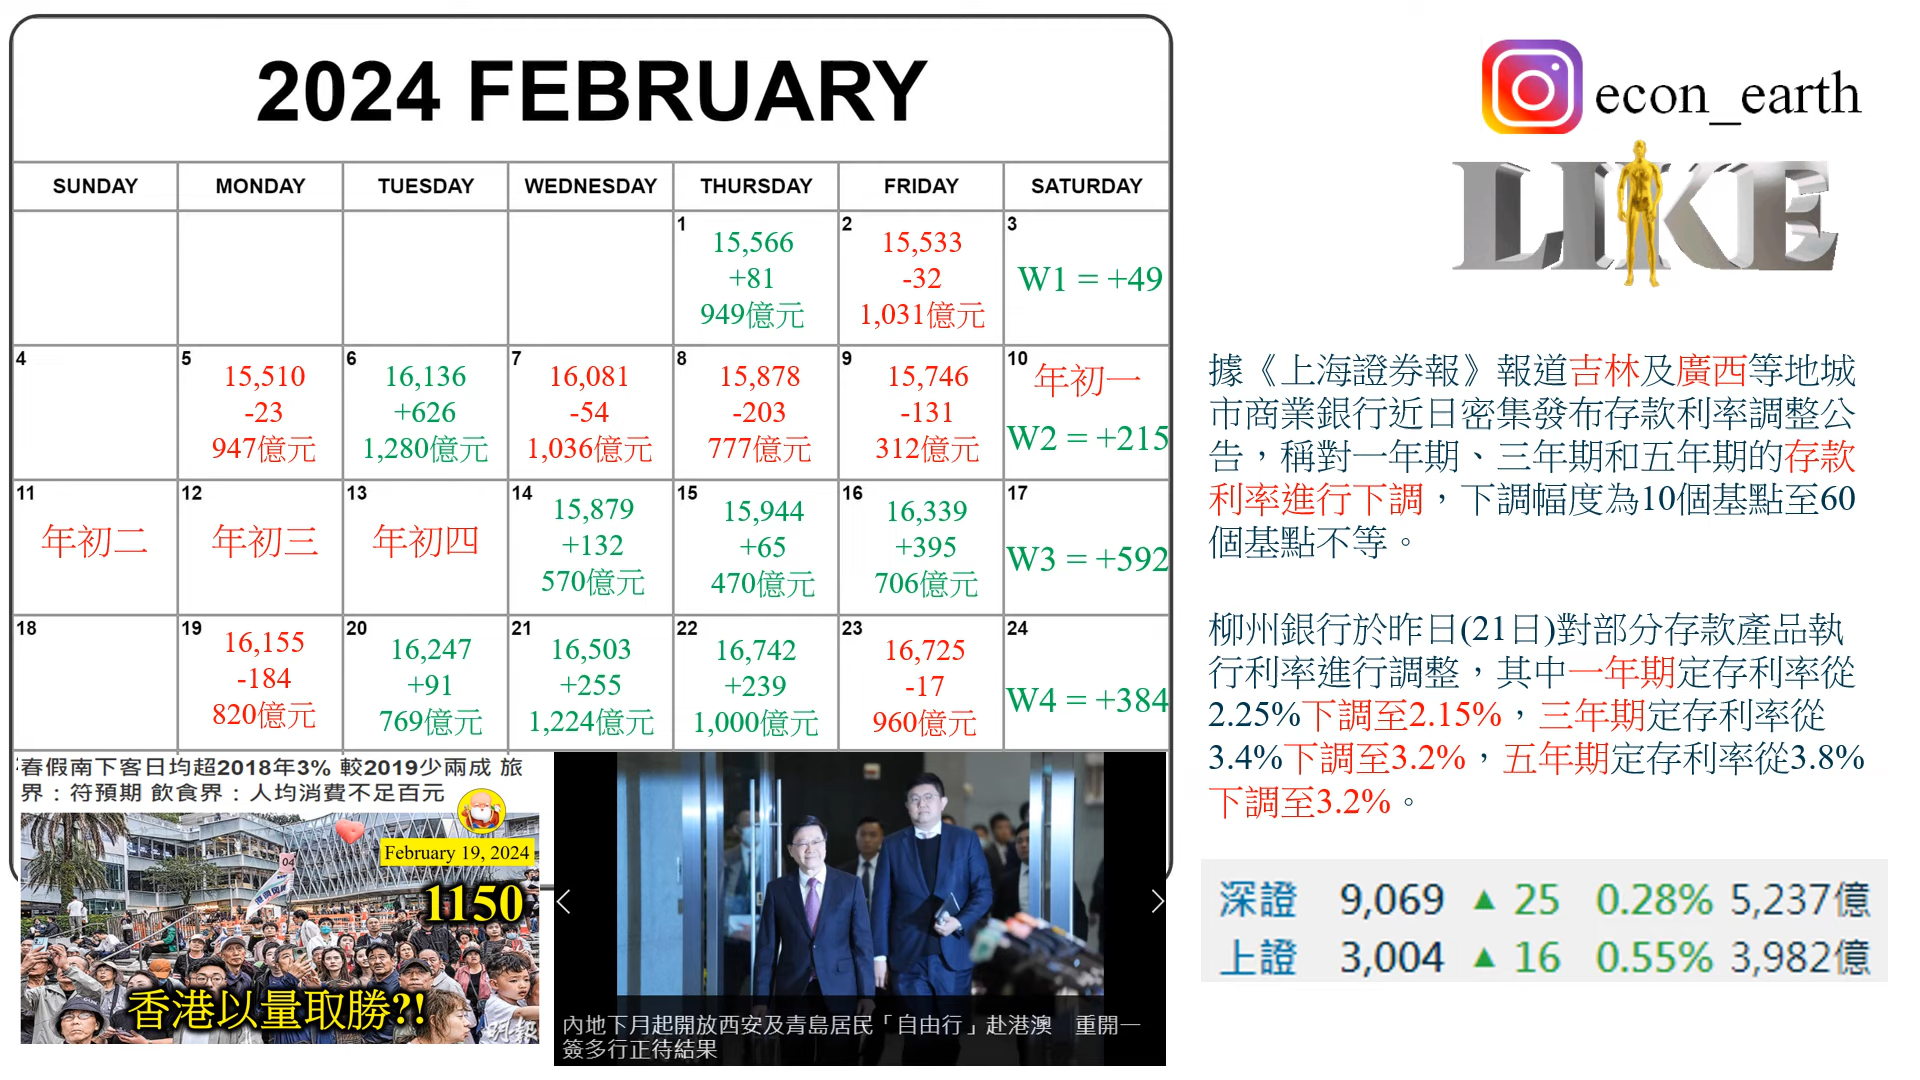 2024 FEBRUARY
SUNDAY MONDAY TUESDAY WEDNESDAY THURSDAY FRIDAY SATURDAY
1
15,566
+81
949億元
2
15,533
-32
1,031億元
3
W1 = +49
4
5
15,510
-23
947億元
6
16,136
+626
1,280億元
7
16,081
-54
1,036億元
8
15,878
-203
777億元
9
15,746
-131
312億元
10
年初一
W2 = +215
11
年初二
12
年初三
13
年初四
14
15,879
+132
570億元
15
15,944
+65
470億元
16
16,339
+395
706億元
17
W3 = +592
18
19
16,155
-184
820億元
20
16,247
+91
769億元
21
16,503
+255
1,224億元
22
16,742
+239
1,000億元
23
16,725
-17
960億元
24
W4 = +384
春假南下客日均超2018年3% 較2019少兩成 旅
界：符預期 飲食界：人均消費不足百元
February 19, 2024
1150
04
香港以量取勝?!
明報
內地下月起開放西安及青島居民「自由行」赴港澳　重開一
簽多行正待結果
econ_earth
LIKE
據《上海證券報》報道吉林及廣西等地城
市商業銀行近日密集發布存款利率調整公
告，稱對一年期、三年期和五年期的存款
利率進行下調，下調幅度為10個基點至60
個基點不等。
柳州銀行於昨日(21日)對部分存款產品執
行利率進行調整，其中一年期定存利率從
2.25%下調至2.15%，三年期定存利率從
3.4%下調至3.2%，五年期定存利率從3.8%
下調至3.2%。
深證 9,069 ▲ 25 0.28% 5,237億
上證 3,004 ▲ 16 0.55% 3,982億